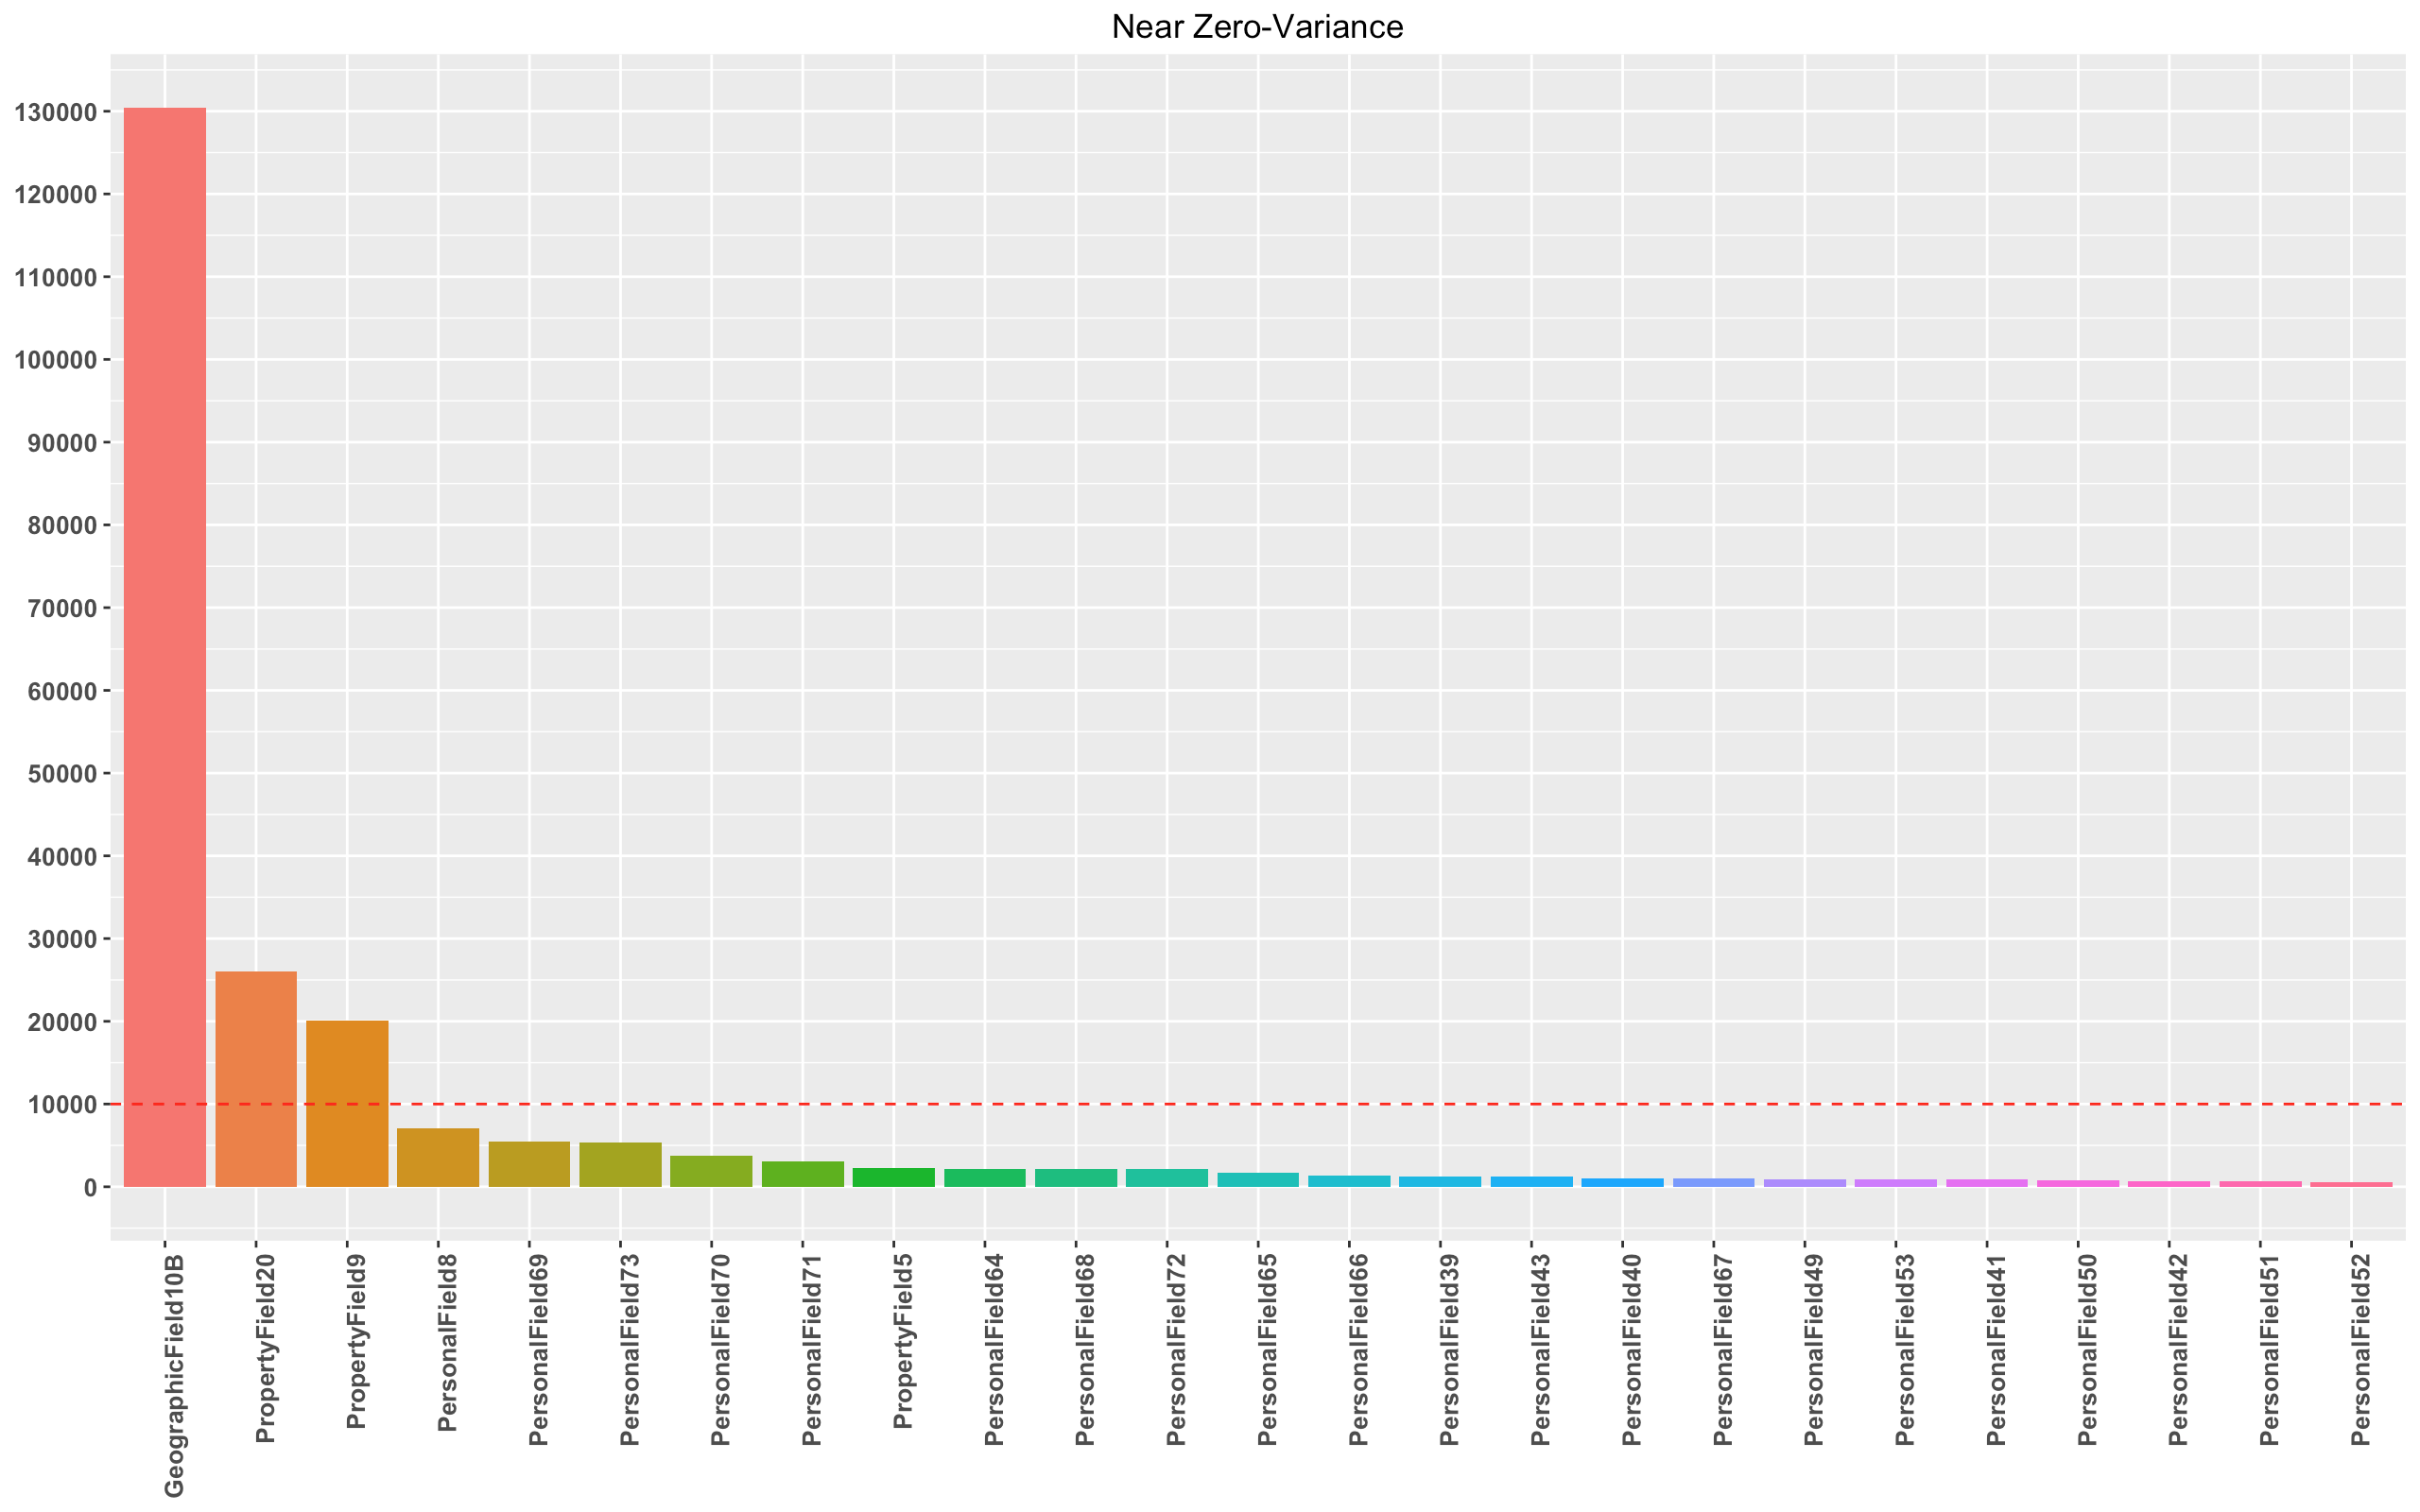 Near Zero-Variance
130000
120000
110000
100000
90000
80000
70000
60000
50000
40000
30000
20000
10000
0
GeographicField10B
PropertyField20
PropertyField9
PersonalField8
PersonalField69
PersonalField73
PersonalField70
PersonalField71
PropertyField5
PersonalField64
PersonalField68
PersonalField72
PersonalField65
PersonalField66
PersonalField39
PersonalField43
PersonalField40
PersonalField67
PersonalField49
PersonalField53
PersonalField41
PersonalField50
PersonalField42
PersonalField51
PersonalField52